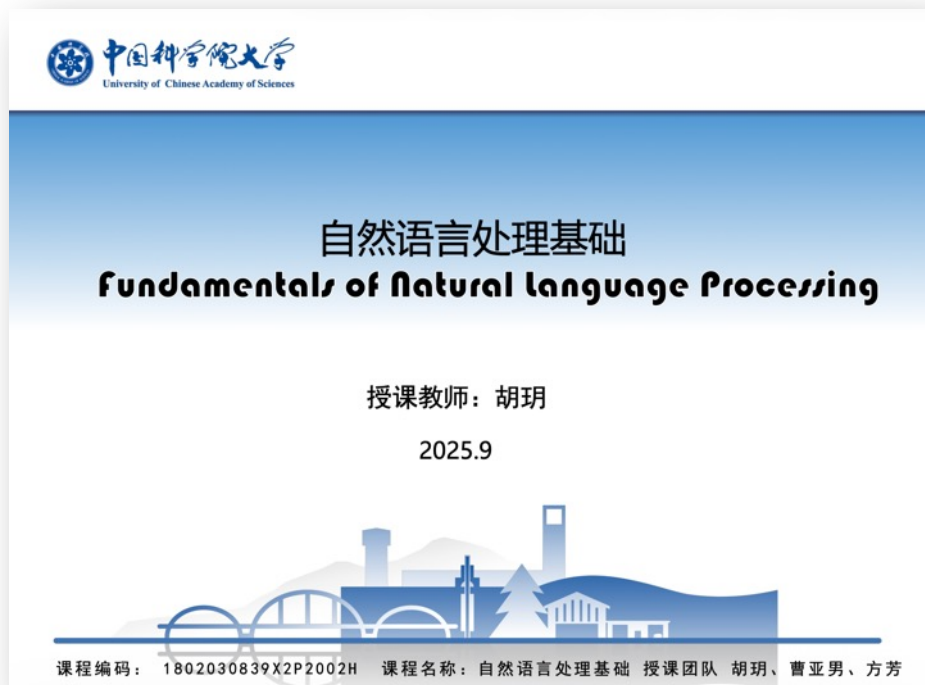 中国科学院大学
University of Chinese Academy of Sciences
自然语言处理基础
Fundamentals of Natural Language Processing
授课教师：胡玥
2025.9
课程编码： 1802030839X2P2002H 课程名称：自然语言处理基础 授课团队 胡玥、曹亚男、方芳